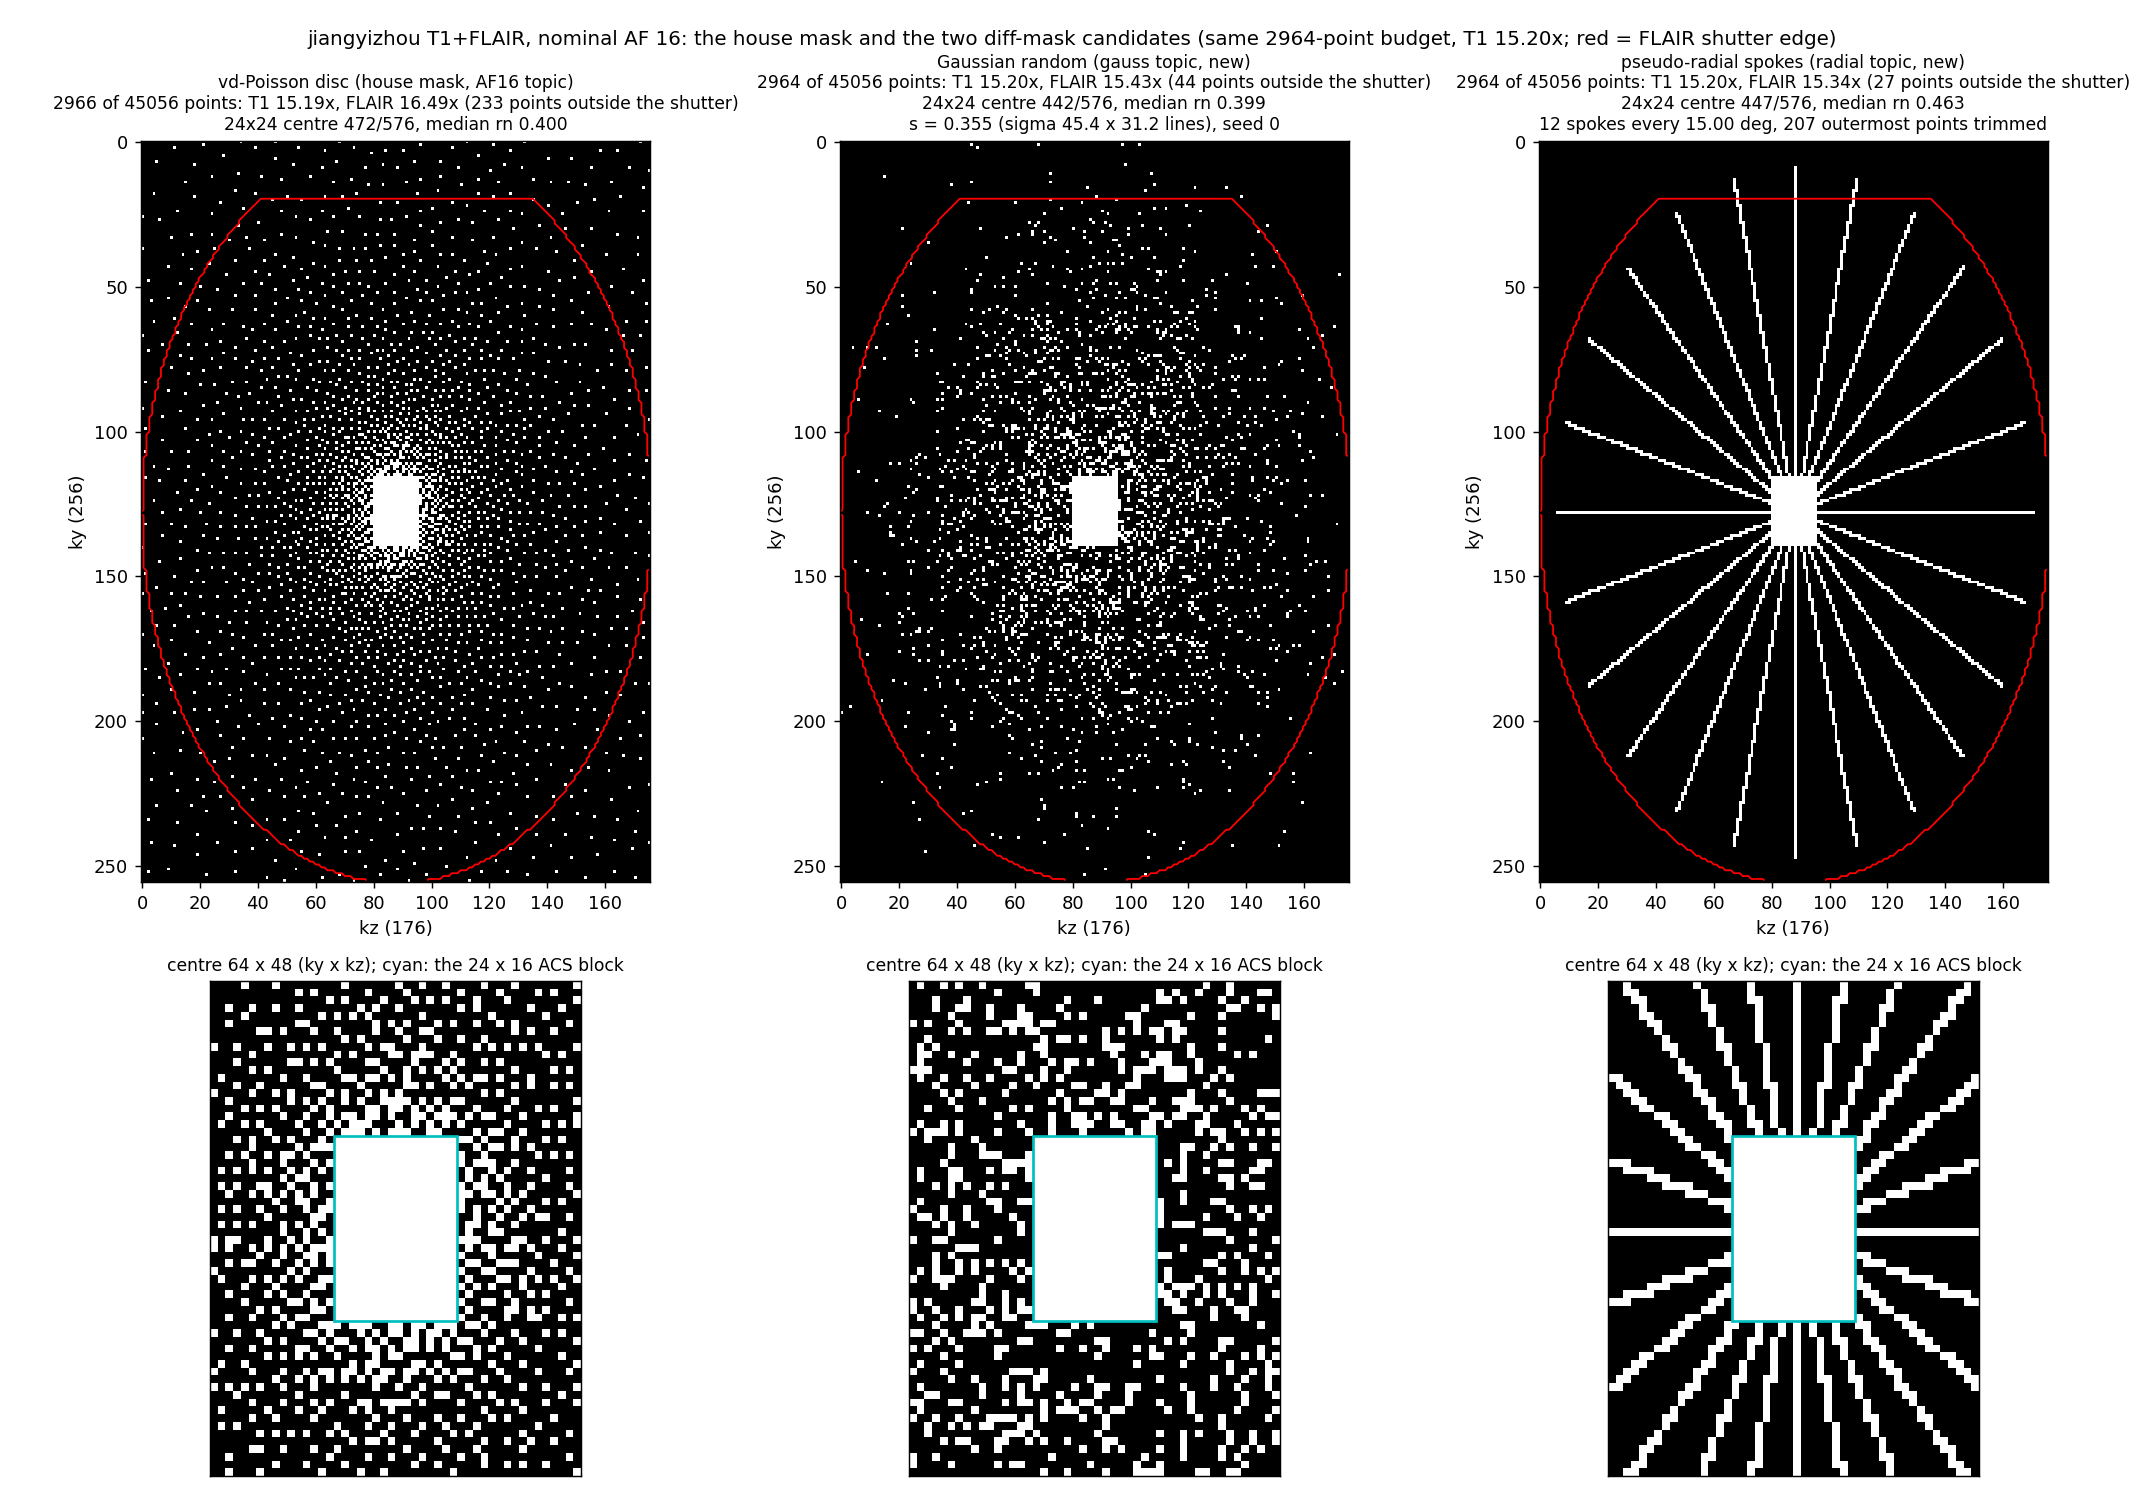 jiangyizhou T1+FLAIR, nominal AF 16: the house mask and the two diff-mask candidates (same 2964-point budget, T1 15.20x; red = FLAIR shutter edge)
vd-Poisson disc (house mask, AF16 topic)
2966 of 45056 points: T1 15.19x, FLAIR 16.49x (233 points outside the shutter)
24x24 centre 472/576, median rn 0.400
0
50
100
150
200
250
ky (256)
0 20 40 60 80 100 120 140 160
kz (176)
Gaussian random (gauss topic, new)
2964 of 45056 points: T1 15.20x, FLAIR 15.43x (44 points outside the shutter)
24x24 centre 442/576, median rn 0.399
s = 0.355 (sigma 45.4 x 31.2 lines), seed 0
0
50
100
150
200
250
ky (256)
0 20 40 60 80 100 120 140 160
kz (176)
pseudo-radial spokes (radial topic, new)
2964 of 45056 points: T1 15.20x, FLAIR 15.34x (27 points outside the shutter)
24x24 centre 447/576, median rn 0.463
12 spokes every 15.00 deg, 207 outermost points trimmed
0
50
100
150
200
250
ky (256)
0 20 40 60 80 100 120 140 160
kz (176)
centre 64 x 48 (ky x kz); cyan: the 24 x 16 ACS block
centre 64 x 48 (ky x kz); cyan: the 24 x 16 ACS block
centre 64 x 48 (ky x kz); cyan: the 24 x 16 ACS block